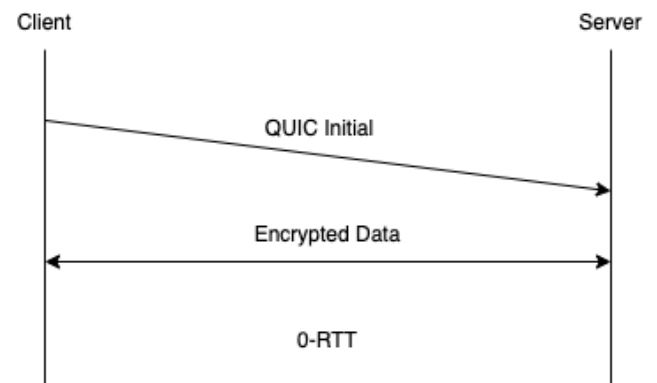 Client Server
QUIC Initial
Encrypted Data
0-RTT